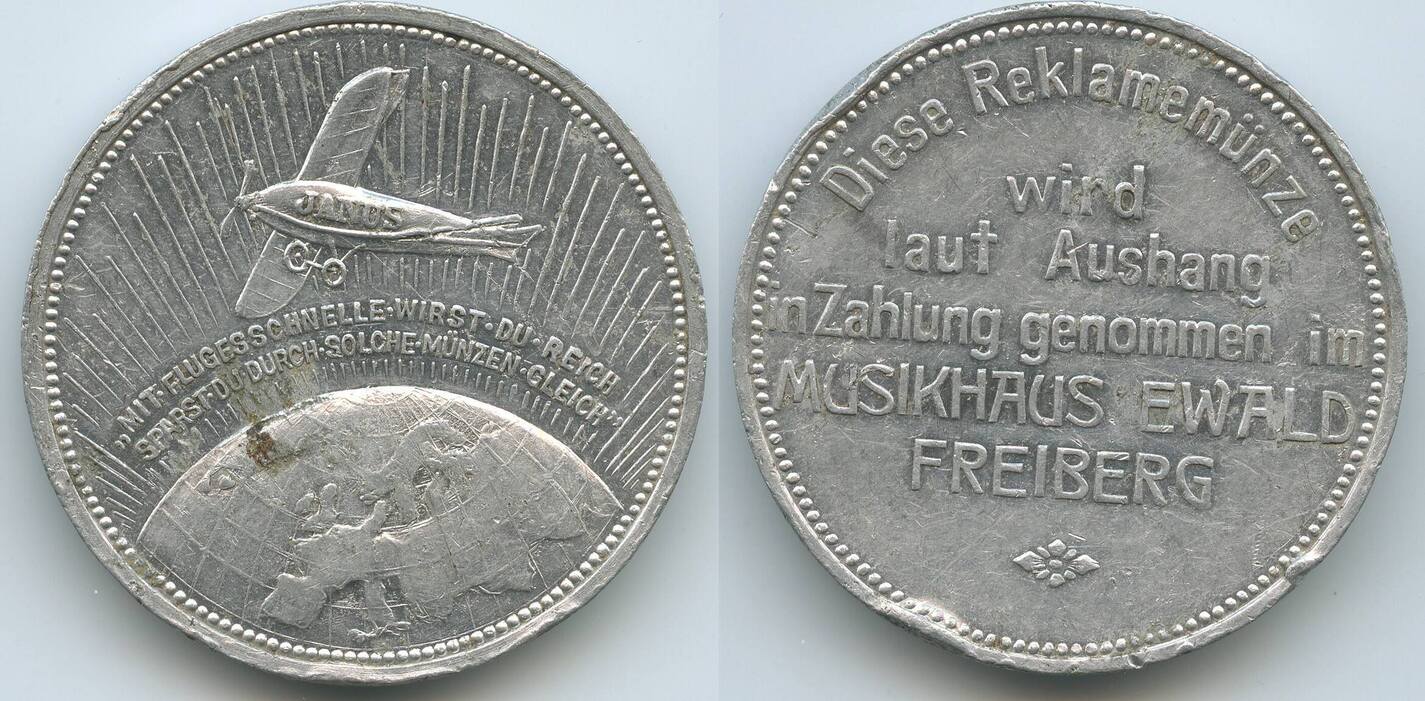 JANUS
„MIT·FLUGESSCHNELLE·WIRST·DU·REICH
SPARST·DU·DURCH·SOLCHE·MÜNZEN·GLEICH"
Diese Reklamemünze
wird
laut Aushang
in Zahlung genommen im
MUSIKHAUS EWALD
FREIBERG